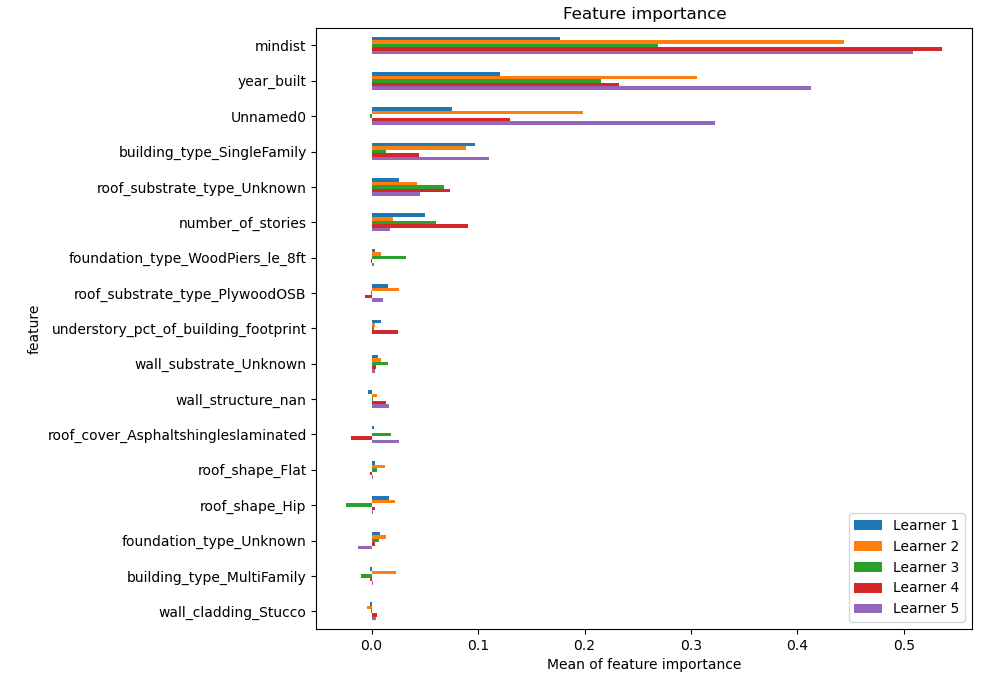 Feature importance
mindist
year_built
Unnamed0
building_type_SingleFamily
roof_substrate_type_Unknown
number_of_stories
foundation_type_WoodPiers_le_8ft
roof_substrate_type_PlywoodOSB
understory_pct_of_building_footprint
wall_substrate_Unknown
wall_structure_nan
roof_cover_Asphaltshingleslaminated
roof_shape_Flat
roof_shape_Hip
foundation_type_Unknown
building_type_MultiFamily
wall_cladding_Stucco
feature
Learner 1
Learner 2
Learner 3
Learner 4
Learner 5
0.0 0.1 0.2 0.3 0.4 0.5
Mean of feature importance